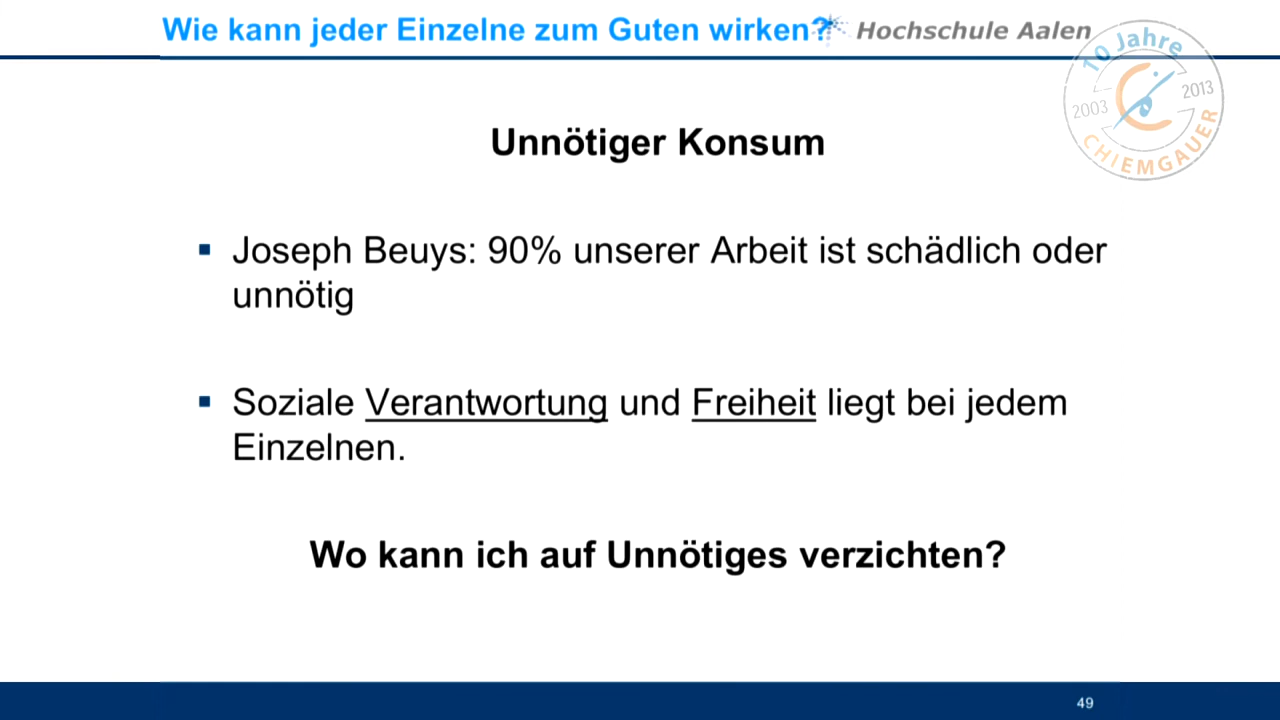 Wie kann jeder Einzelne zum Guten wirken?
Hochschule Aalen
10 Jahre
2003
2013
CHIEMGAUER
Unnötiger Konsum
▪ Joseph Beuys: 90% unserer Arbeit ist schädlich oder
unnötig
▪ Soziale Verantwortung und Freiheit liegt bei jedem
Einzelnen.
Wo kann ich auf Unnötiges verzichten?
49